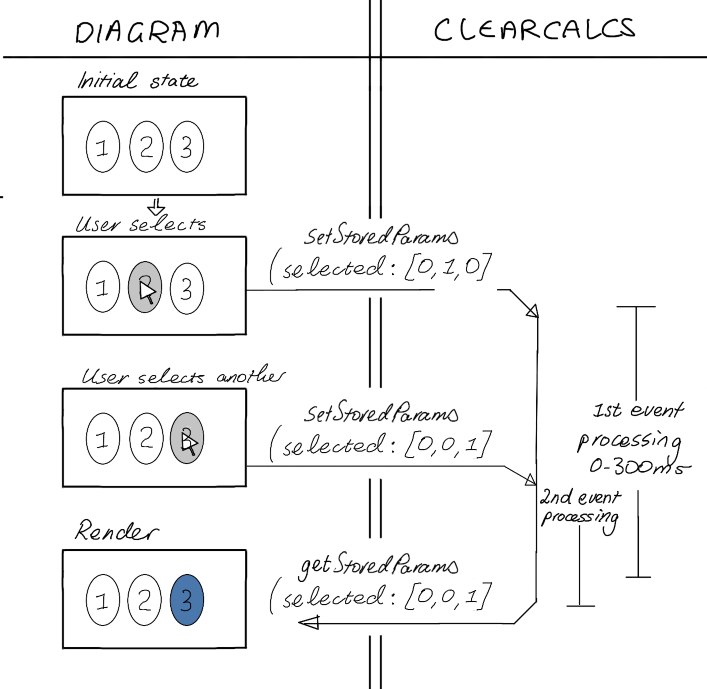 DIAGRAM
CLEARCALCS
Initial state
1 2 3
User selects
1 2 3
setStoredParams
(selected: [0,1,0]
User selects another
1 2 3
setStoredParams
(selected: [0,0,1]
1st event
processing
0-300ms
2nd event
processing
Render
1 2 3
getStoredParams
(selected: [0,0,1]